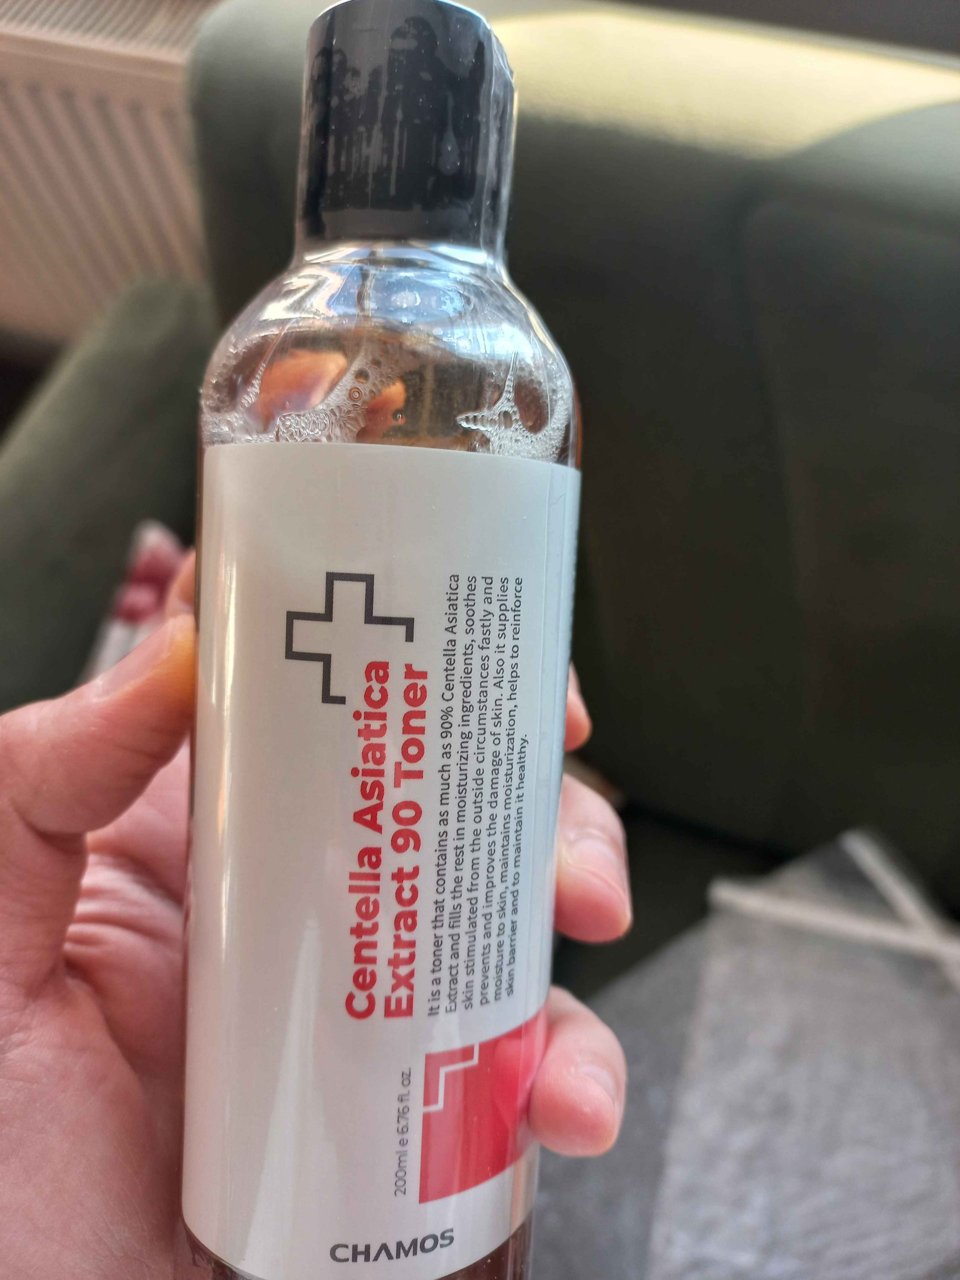 Centella Asiatica
Extract 90 Toner
It is a toner that contains as much as 90% Centella Asiatica
Extract and fills the rest in moisturizing ingredients, soothes
skin stimulated from the outside circumstances fastly and
prevents and improves the damage of skin. Also it supplies
moisture to skin, maintains moisturization, helps to reinforce
skin barrier and to maintain it healthy.
200ml e 6.76 fl. oz.
CHAMOS